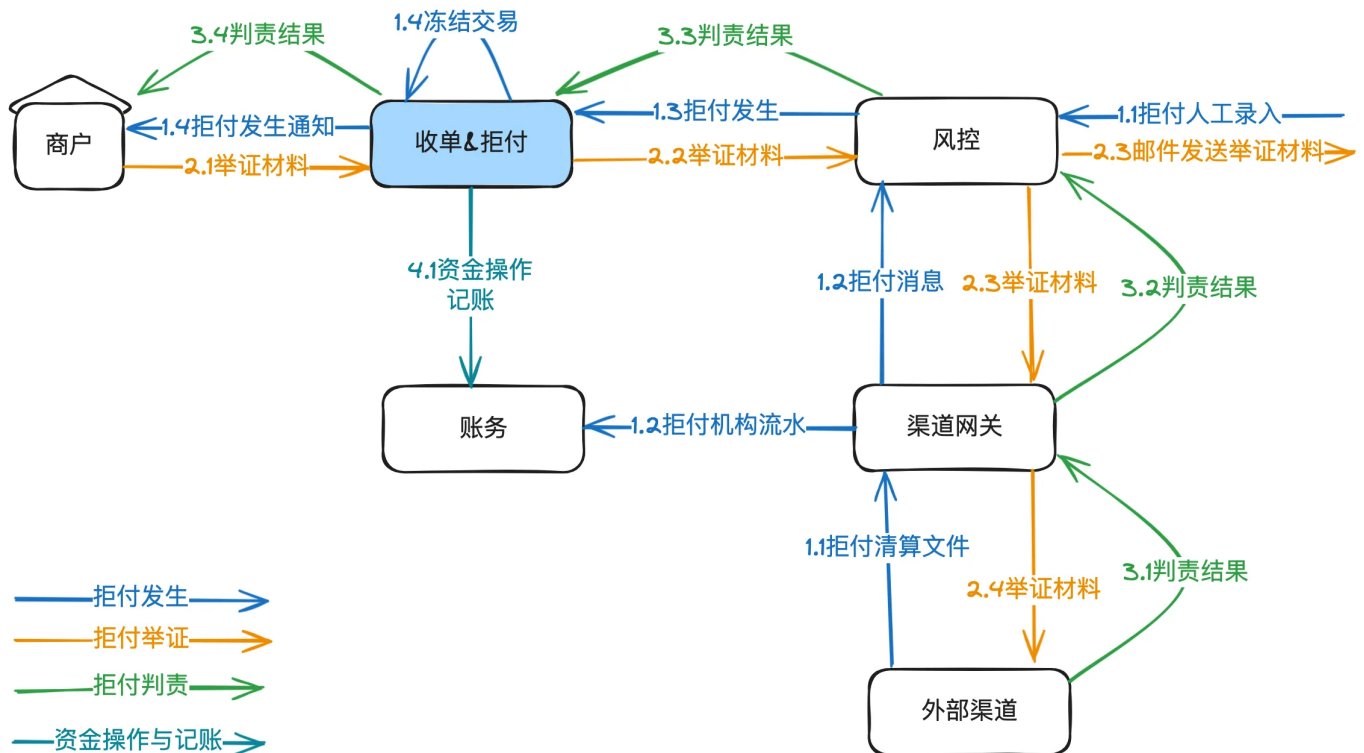 1.4冻结交易
3.4判责结果
3.3判责结果
商户
1.4拒付发生通知
2.1举证材料
收单&拒付
1.3拒付发生
2.2举证材料
风控
1.1拒付人工录入
2.3邮件发送举证材料
4.1资金操作
记账
1.2拒付消息
2.3举证材料
3.2判责结果
账务
1.2拒付机构流水
渠道网关
1.1拒付清算文件
2.4举证材料
3.1判责结果
外部渠道
拒付发生
拒付举证
拒付判责
资金操作与记账